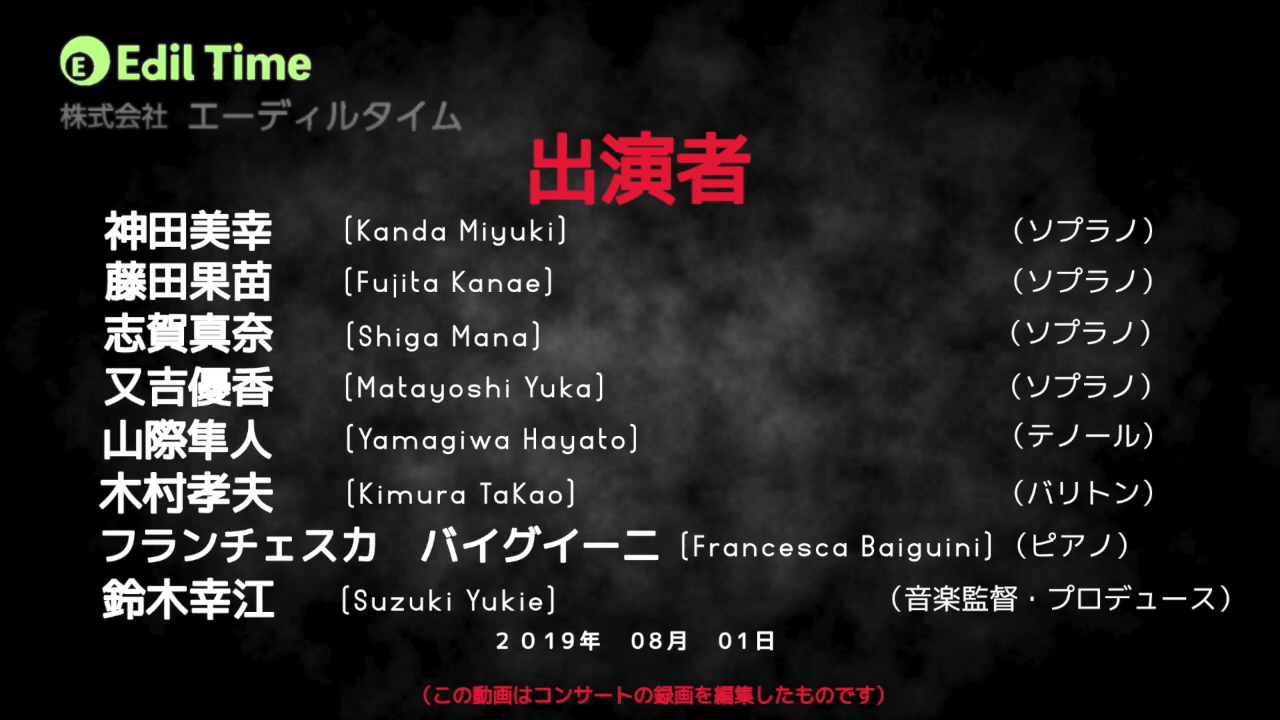 E Edil Time
株式会社 エーディルタイム
出演者
神田美幸 (Kanda Miyuki) （ソプラノ）
藤田果苗 (Fujita Kanae) （ソプラノ）
志賀真奈 (Shiga Mana) （ソプラノ）
又吉優香 (Matayoshi Yuka) （ソプラノ）
山際隼人 (Yamagiwa Hayato) （テノール）
木村孝夫 (Kimura TaKao) （バリトン）
フランチェスカ　バイグイーニ (Francesca Baiguini) （ピアノ）
鈴木幸江 (Suzuki Yukie) （音楽監督・プロデュース）
２０19年　08月　01日
（この動画はコンサートの録画を編集したものです）